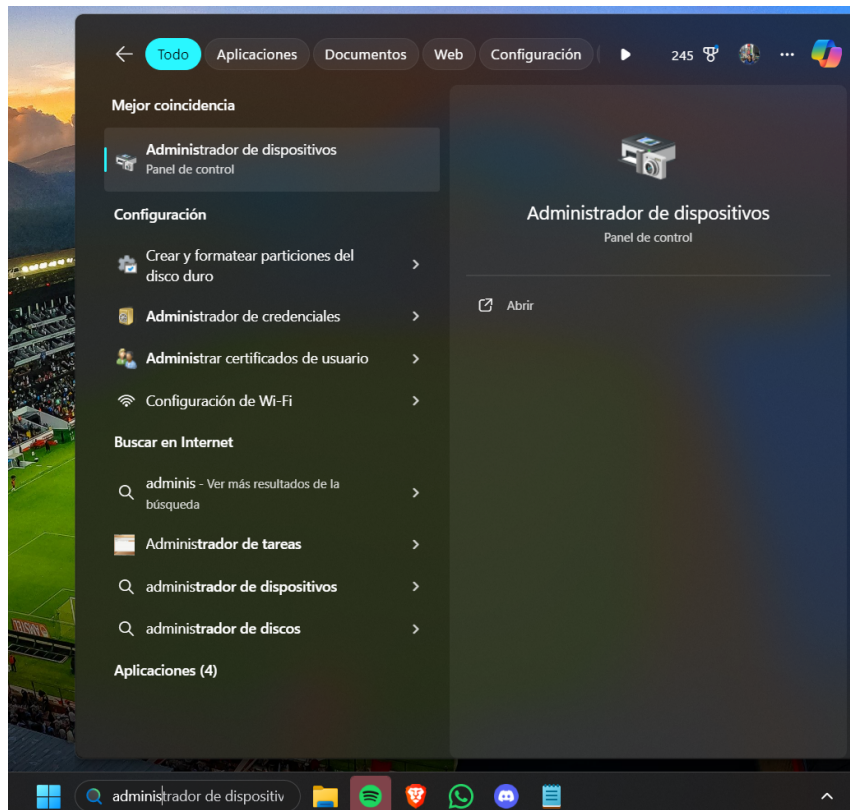 Todo Aplicaciones Documentos Web Configuración 245
Mejor coincidencia
Administrador de dispositivos
Panel de control
Configuración
Crear y formatear particiones del
disco duro
Administrador de credenciales
Administrar certificados de usuario
Configuración de Wi-Fi
Buscar en Internet
adminis - Ver más resultados de la
búsqueda
Administrador de tareas
administrador de dispositivos
administrador de discos
Aplicaciones (4)
Administrador de dispositivos
Panel de control
Abrir
administrador de dispositiv